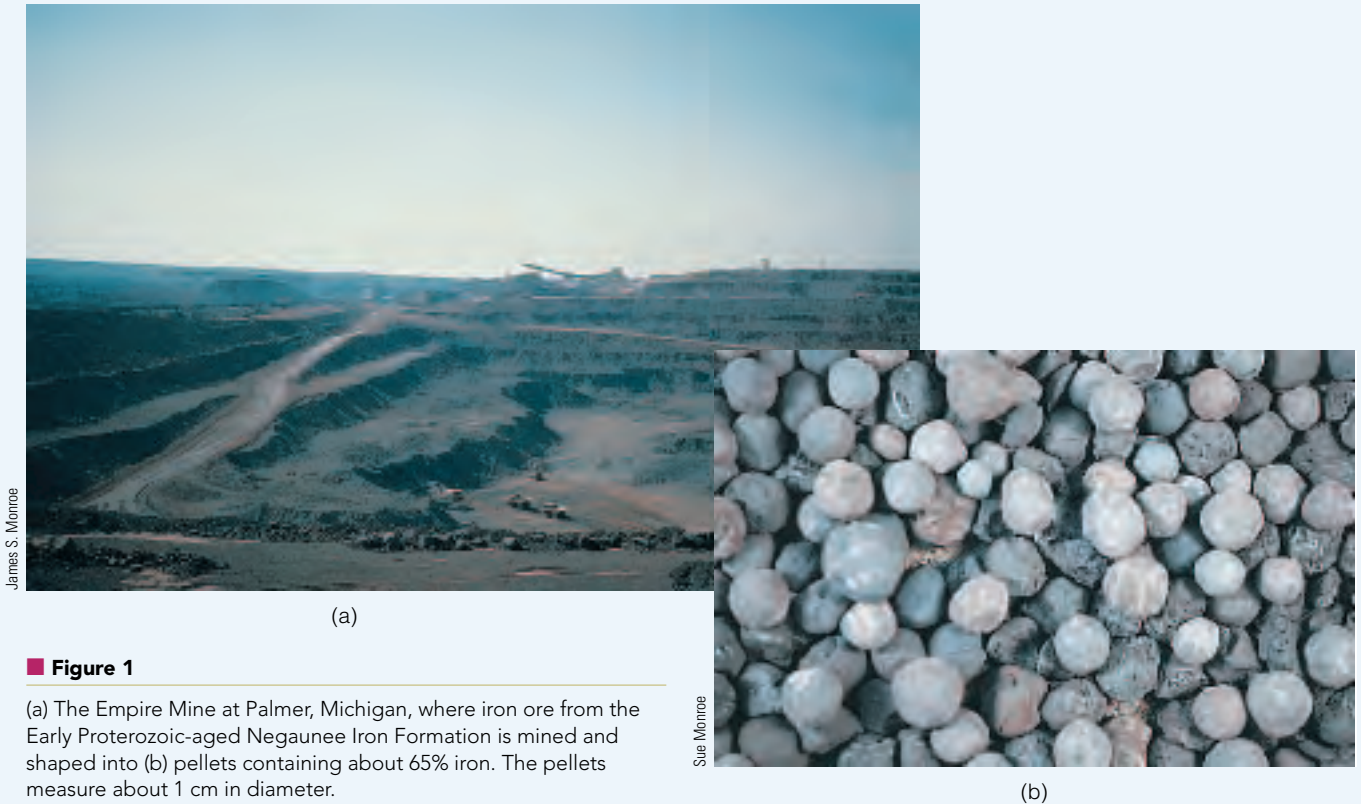 James S. Monroe
(a)
Figure 1
(a) The Empire Mine at Palmer, Michigan, where iron ore from the
Early Proterozoic-aged Negaunee Iron Formation is mined and
shaped into (b) pellets containing about 65% iron. The pellets
measure about 1 cm in diameter.
Sue Monroe
(b)